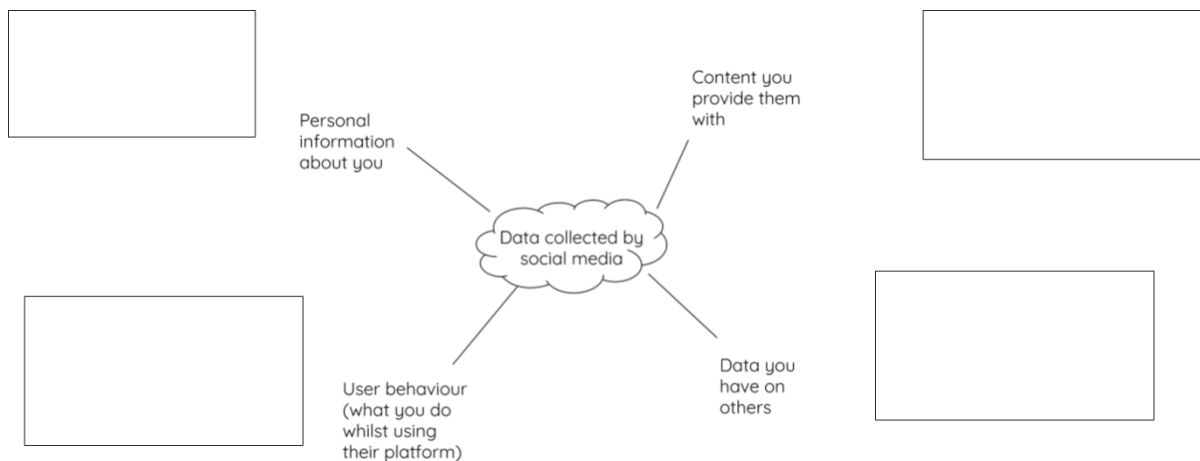 Personal
information
about you
Content you
provide them
with
Data collected by
social media
User behaviour
(what you do
whilst using
their platform)
Data you
have on
others